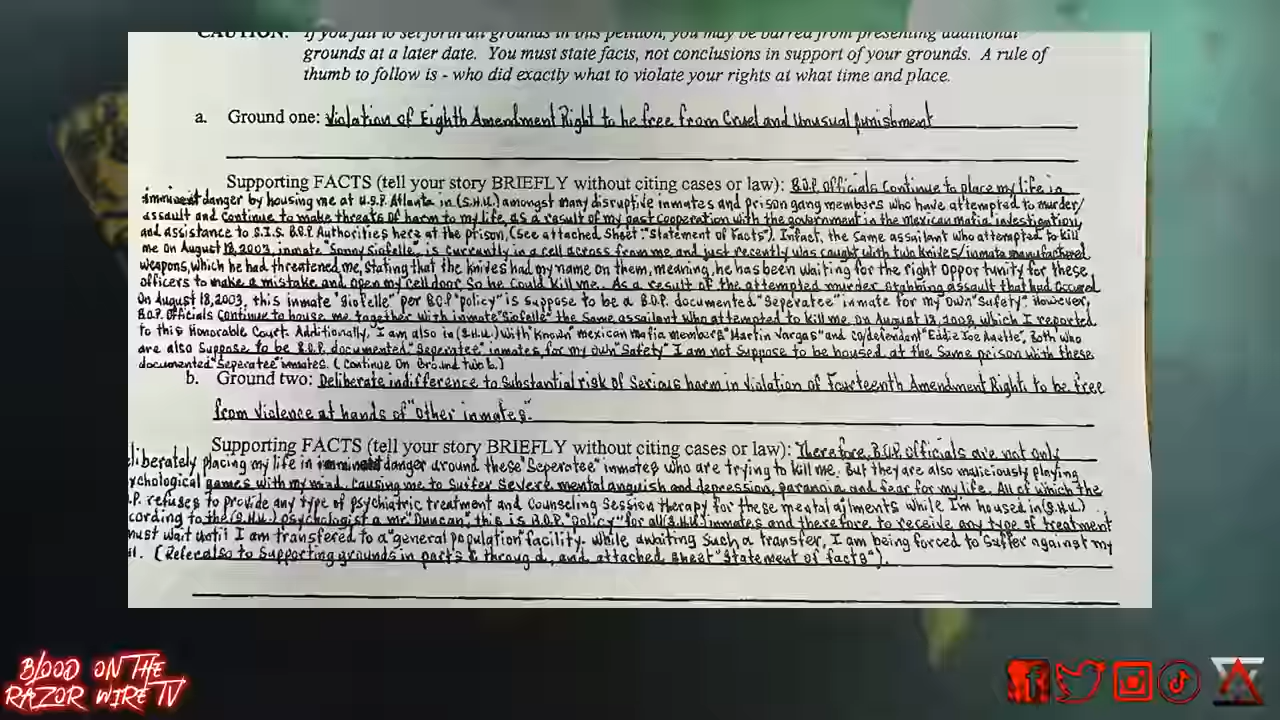 CAUTION: If you fail to set forth all grounds in this petition, you may be barred from presenting additional
grounds at a later date. You must state facts, not conclusions in support of your grounds. A rule of
thumb to follow is - who did exactly what to violate your rights at what time and place.
a. Ground one: Violation of Eighth Amendment Right to be free from Cruel and Unusual punishment
Supporting FACTS (tell your story BRIEFLY without citing cases or law): B.O.P. officials Continue to place my life in
imminent danger by housing me at U.S.P. Atlanta in (S.H.U.) amongst many disruptive inmates and prison gang members who have attempted to murder/
assault and Continue to make threats of harm to my life as a result of my past cooperation with the government in the mexican mafia investigation,
and assistance to S.I.S. B.O.P. Authorities here at the prison, (see attached Sheet: "Statement of Facts"). Infact, the Same assailant who attempted to kill
me on August 18, 2003, inmate "Sonny Siofelle", is currently in a cell across from me and just recently was caught with two Knives/inmate manufactored
weapons, which he had threatened me, stating that the knives had my name on them, meaning, he has been waiting for the right Opportunity for these
officers to make a mistake and open my cell door So he Could Kill me. As a result of the attempted murder stabbing assault that had Occured
On August 18, 2003, this inmate "Siofelle" per B.O.P "policy" is suppose to be a B.O.P. documented "Seperatee" inmate for my Own "Safety". However,
B.O.P. Officials Continue to house me together with inmate "Siofelle" the Same assailant who attempted to kill me on August 18, 2003, which I reported
to this Honorable Court. Additionally, I am also in (S.H.U.) with "Known" mexican mafia members "Martin Vargas" and Co/defendent "Eddie Joe Both who
are also Suppose to be B.O.P. documented "Seperatee" inmates, for my Own "Safety" I am not Suppose to be housed at the Same prison with these
documented "Seperatee" inmates. (Continue On Ground two b.)
b. Ground two: Deliberate indifference to Substantial risk of Serious harm in Violation of Fourteenth Amendment Right to be free
from Violence at hands of "Other inmates".
Supporting FACTS (tell your story BRIEFLY without citing cases or law): Therefore, B.O.P. officials are not only
liberately placing my life in imminent danger around these "Seperatee" inmates who are trying to kill me. But they are also maliciously playing
ychological games with my mind, Causing me to Suffer Severe mental anguish and depression, paranoia and fear for my life. All of which the
.P. refuses to provide any type of psychiatric treatment and Counseling Session therapy for these mental ailments while I'm housed in (S.H.U.)
cording to the (S.H.U.) psychologist a mr. "Duncan", this is B.O.P. "policy" for all (S.H.U.) inmates and therefore to receive any type of treatment
must wait until I am transfered to a "general population" facility. While awaiting Such a transfer, I am being forced to Suffer against my
ll. (Refer also to Supporting grounds in part's c through d, and attached Sheet "Statement of facts").
BLOOD ON THE
RAZOR WIRE TV